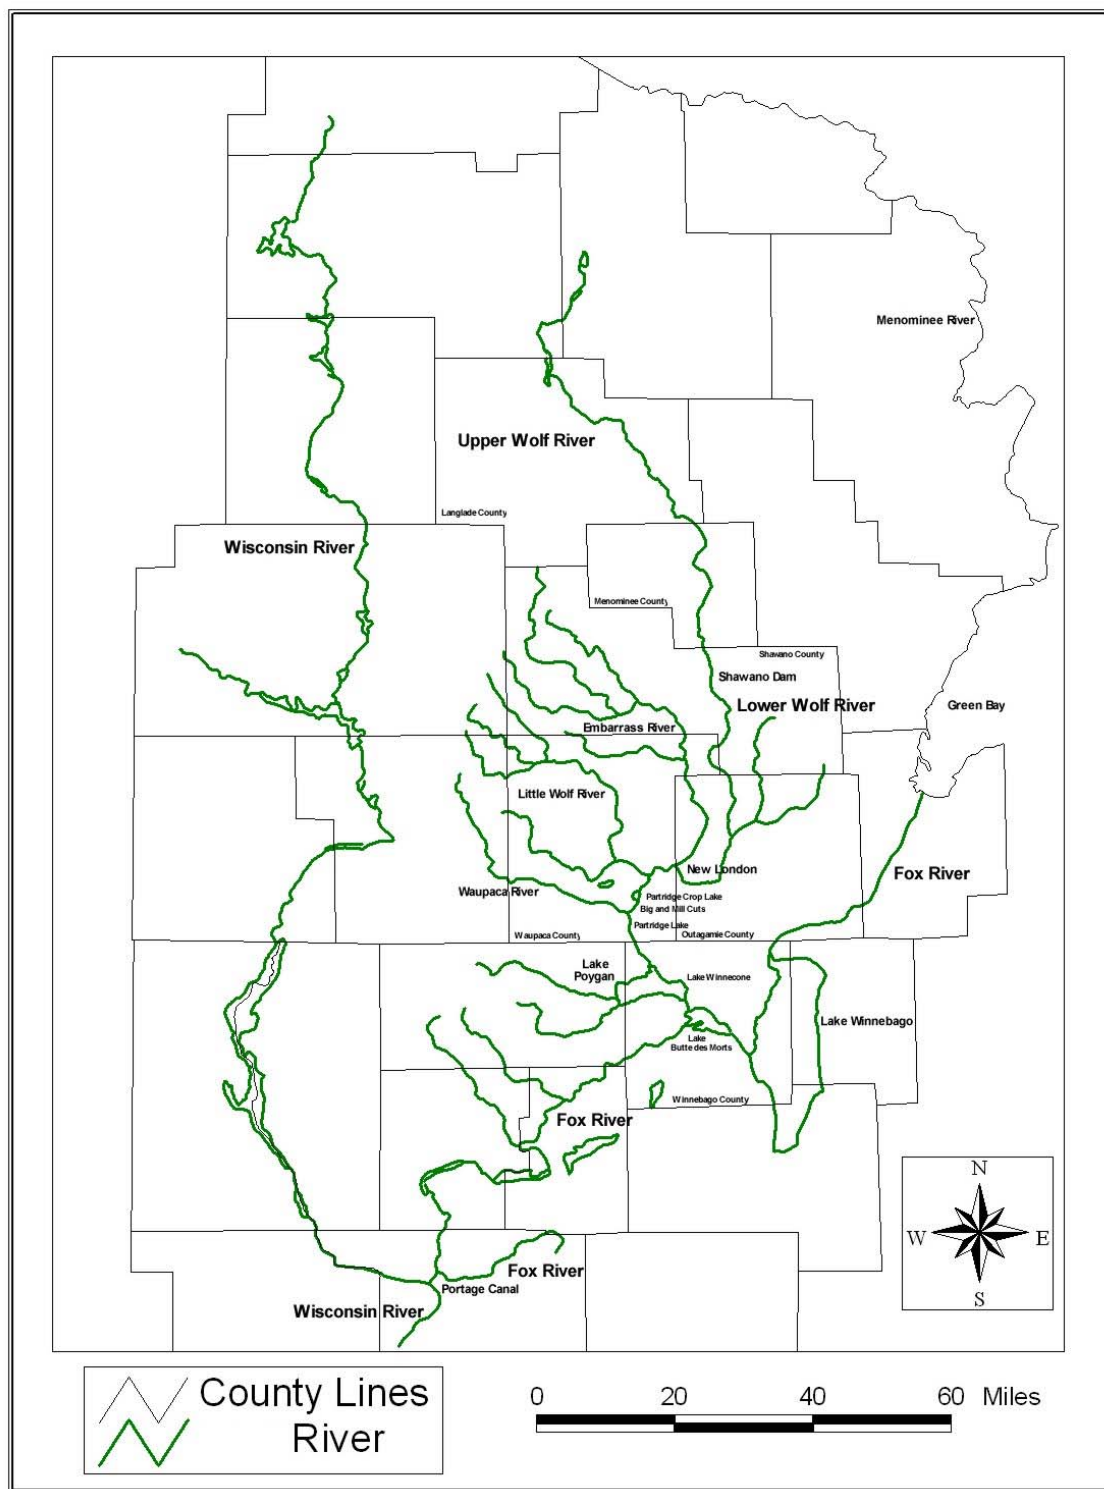 Menominee River
Upper Wolf River
Langlade County
Wisconsin River
Menominee County
Shawano County
Shawano Dam
Lower Wolf River
Green Bay
Embarrass River
Little Wolf River
New London
Fox River
Waupaca River
Partridge Crop Lake
Big and Mill Cuts
Partridge Lake
Waupaca County
Outagamie County
Lake
Poygan
Lake Winnecone
Lake Winnebago
Lake
Butte des Morts
Winnebago County
Fox River
N
W
E
S
Fox River
Portage Canal
Wisconsin River
County Lines
River
0 20 40 60 Miles